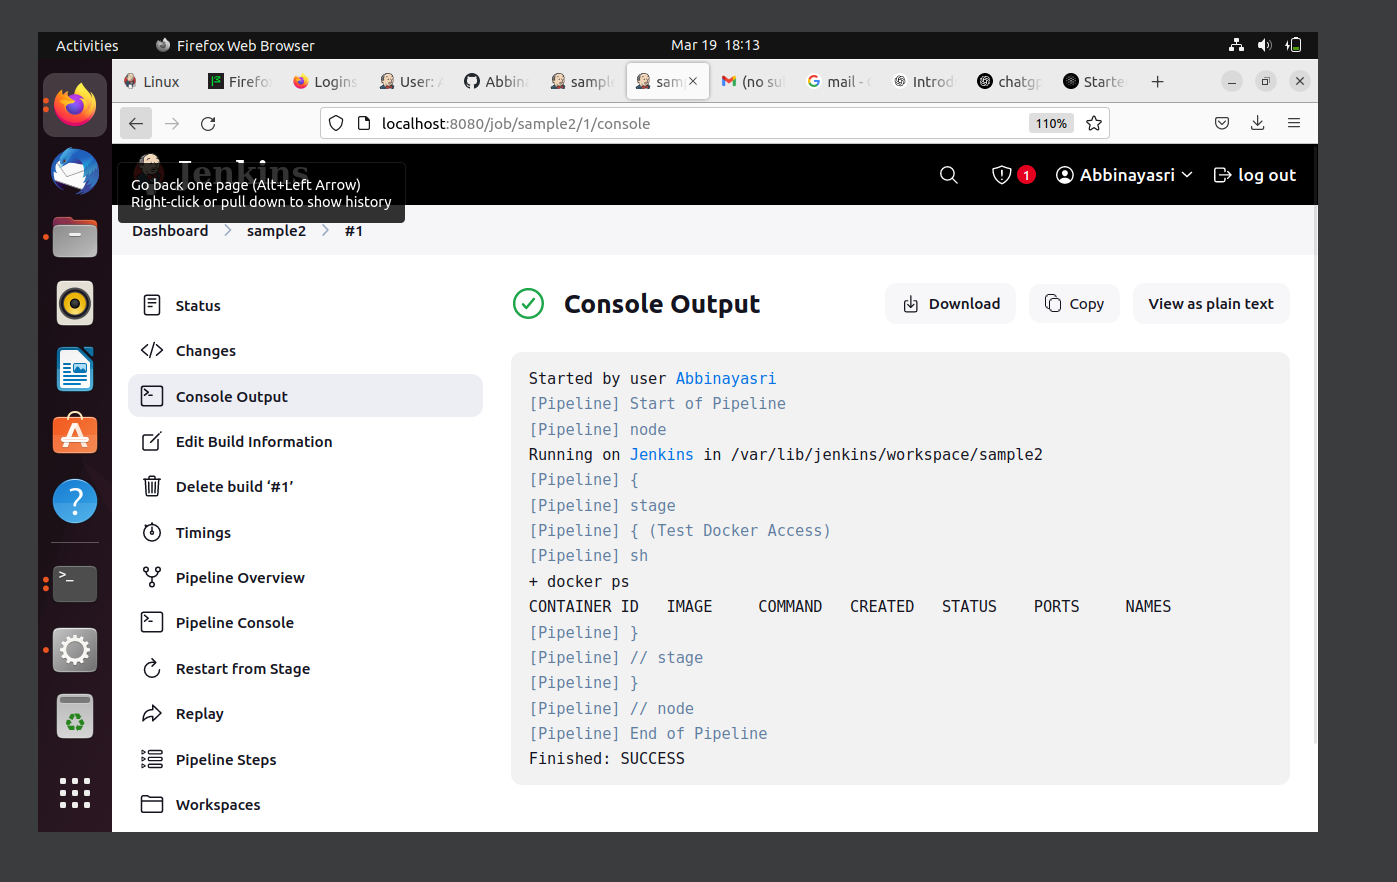 Activities
Firefox Web Browser
Mar 19 18:13
Linux
Firefo
Logins
User: A
Abbina
sample
sam
(no su
mail -
Introd
chatgp
Starte
localhost:8080/job/sample2/1/console
110%
Jenkins
1
Abbinayasri
log out
Go back one page (Alt+Left Arrow)
Right-click or pull down to show history
Dashboard
sample2
#1
Status
Changes
Console Output
Edit Build Information
Delete build ‘#1’
Timings
Pipeline Overview
Pipeline Console
Restart from Stage
Replay
Pipeline Steps
Workspaces
Console Output
Download
Copy
View as plain text
Started by user Abbinayasri
[Pipeline] Start of Pipeline
[Pipeline] node
Running on Jenkins in /var/lib/jenkins/workspace/sample2
[Pipeline] {
[Pipeline] stage
[Pipeline] { (Test Docker Access)
[Pipeline] sh
+ docker ps
CONTAINER ID   IMAGE     COMMAND   CREATED   STATUS    PORTS     NAMES
[Pipeline] }
[Pipeline] // stage
[Pipeline] }
[Pipeline] // node
[Pipeline] End of Pipeline
Finished: SUCCESS